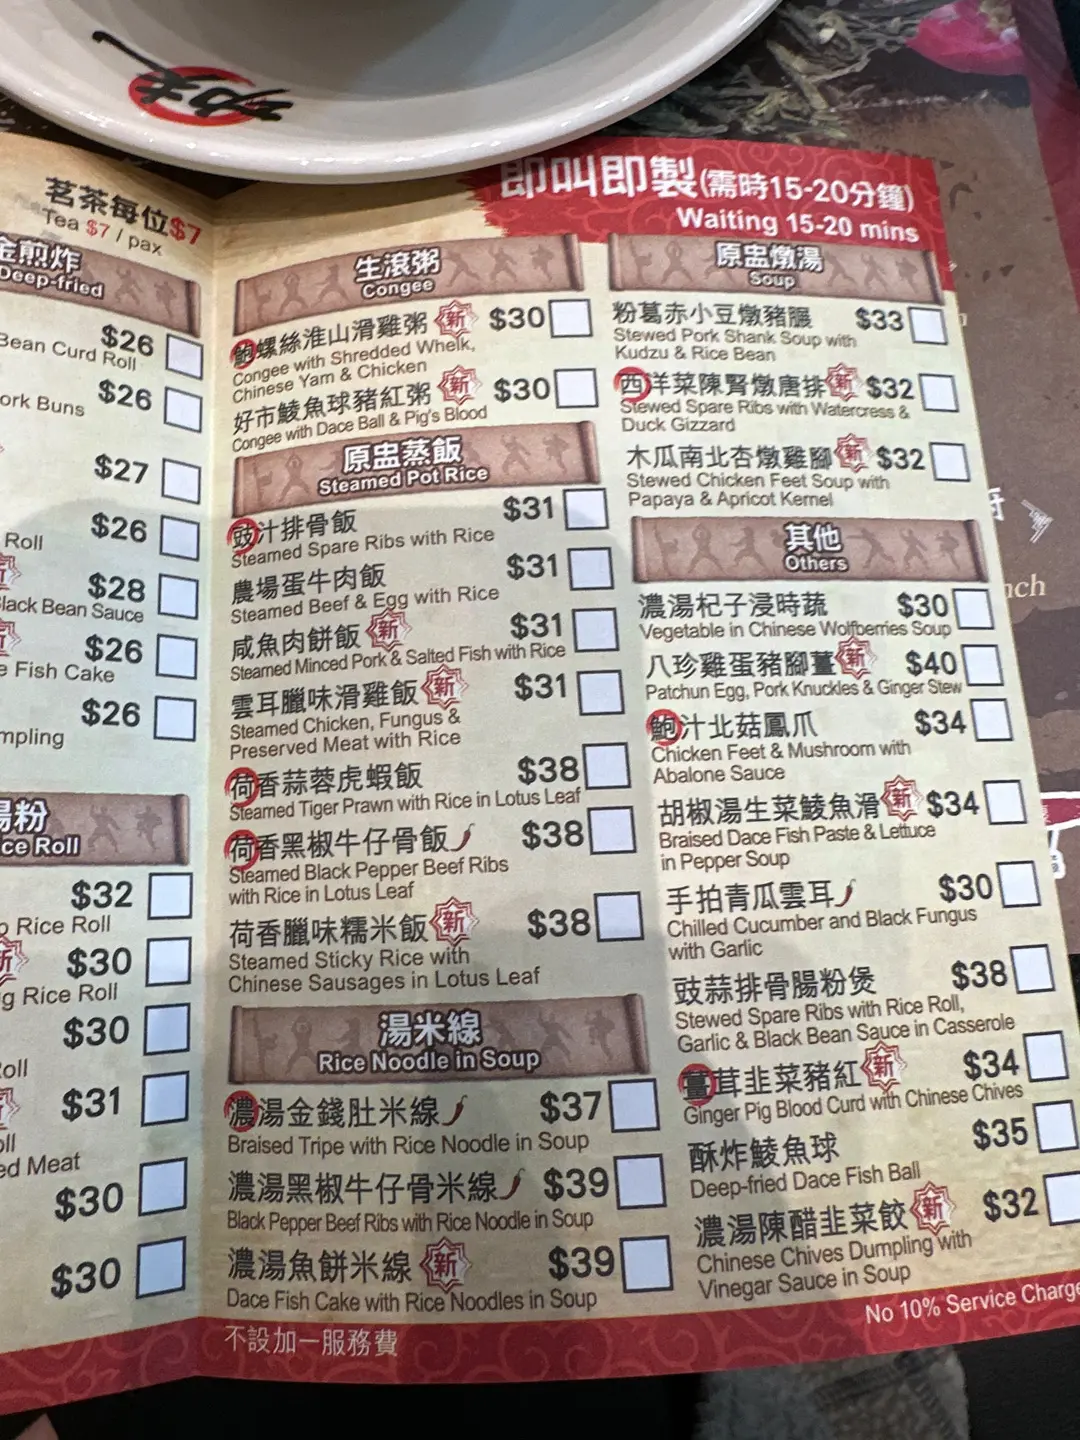 功夫
茗茶每位$7
Tea $7 / pax
即叫即製(需時15-20分鐘)
Waiting 15-20 mins
金煎炸
Deep-fried
$26
Bean Curd Roll
$26
ork Buns
$27
$26
Roll
$28
lack Bean Sauce
$26
e Fish Cake
$26
mpling
腸粉
ice Roll
$32
p Rice Roll
新 $30
g Rice Roll
$30
Roll
$31
oll
ed Meat
$30
$30
生滾粥
Congee
鮑螺絲淮山滑雞粥 新 $30
Congee with Shredded Whelk,
Chinese Yam & Chicken
好市鯪魚球豬紅粥 新 $30
Congee with Dace Ball & Pig's Blood
原盅蒸飯
Steamed Pot Rice
豉汁排骨飯 $31
Steamed Spare Ribs with Rice
農場蛋牛肉飯 $31
Steamed Beef & Egg with Rice
咸魚肉餅飯 新 $31
Steamed Minced Pork & Salted Fish with Rice
雲耳臘味滑雞飯 新 $31
Steamed Chicken, Fungus &
Preserved Meat with Rice
荷香蒜蓉虎蝦飯 $38
Steamed Tiger Prawn with Rice in Lotus Leaf
荷香黑椒牛仔骨飯 $38
Steamed Black Pepper Beef Ribs
with Rice in Lotus Leaf
荷香臘味糯米飯 新 $38
Steamed Sticky Rice with
Chinese Sausages in Lotus Leaf
湯米線
Rice Noodle in Soup
濃湯金錢肚米線 $37
Braised Tripe with Rice Noodle in Soup
濃湯黑椒牛仔骨米線 $39
Black Pepper Beef Ribs with Rice Noodle in Soup
濃湯魚餅米線 新 $39
Dace Fish Cake with Rice Noodles in Soup
不設加一服務費
原盅燉湯
Soup
粉葛赤小豆燉豬𦟌 $33
Stewed Pork Shank Soup with
Kudzu & Rice Bean
西洋菜陳腎燉唐排 新 $32
Stewed Spare Ribs with Watercress &
Duck Gizzard
木瓜南北杏燉雞腳 新 $32
Stewed Chicken Feet Soup with
Papaya & Apricot Kernel
其他
Others
濃湯杞子浸時蔬 $30
Vegetable in Chinese Wolfberries Soup
八珍雞蛋豬腳薑 新 $40
Patchun Egg, Pork Knuckles & Ginger Stew
鮑汁北菇鳳爪 $34
Chicken Feet & Mushroom with
Abalone Sauce
胡椒湯生菜鯪魚滑 新 $34
Braised Dace Fish Paste & Lettuce
in Pepper Soup
手拍青瓜雲耳 $30
Chilled Cucumber and Black Fungus
with Garlic
豉蒜排骨腸粉煲 $38
Stewed Spare Ribs with Rice Roll,
Garlic & Black Bean Sauce in Casserole
薑茸韭菜豬紅 新 $34
Ginger Pig Blood Curd with Chinese Chives
酥炸鯪魚球 $35
Deep-fried Dace Fish Ball
濃湯陳醋韭菜餃 新 $32
Chinese Chives Dumpling with
Vinegar Sauce in Soup
No 10% Service Charge
nch